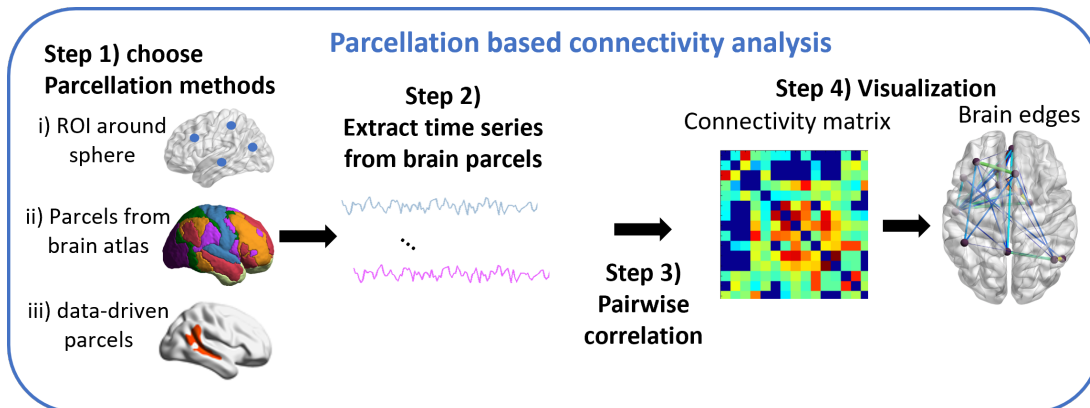 Parcellation based connectivity analysis
Step 1) choose
Parcellation methods
i) ROI around
sphere
ii) Parcels from
brain atlas
iii) data-driven
parcels
Step 2)
Extract time series
from brain parcels
Step 3)
Pairwise
correlation
Step 4) Visualization
Connectivity matrix
Brain edges